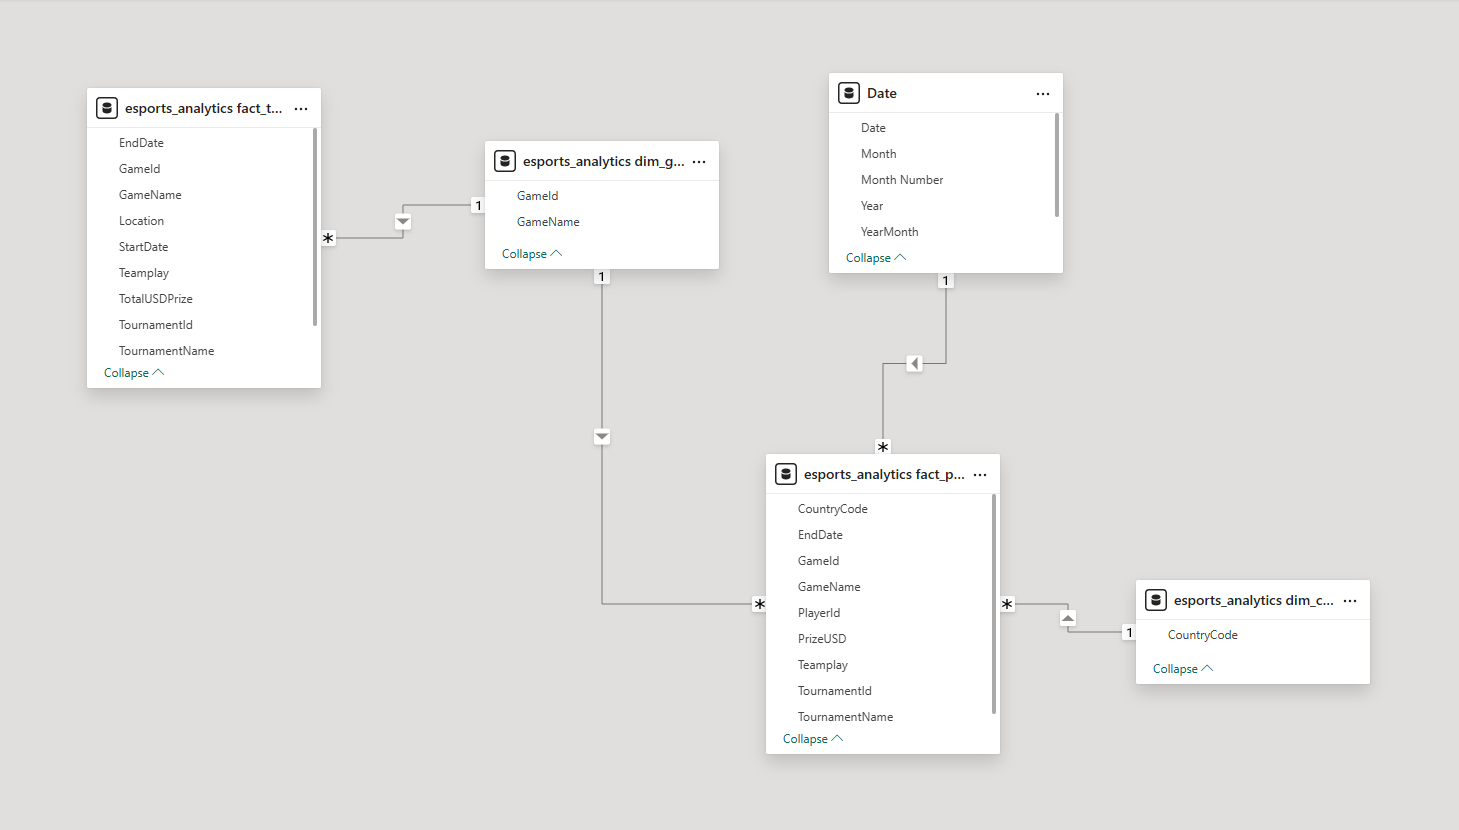 esports_analytics fact_t...
EndDate
GameId
GameName
Location
StartDate
Teamplay
TotalUSDPrize
TournamentId
TournamentName
Collapse
*
1
esports_analytics dim_g...
GameId
GameName
Collapse
1
*
Date
Date
Month
Month Number
Year
YearMonth
Collapse
1
*
esports_analytics fact_p...
CountryCode
EndDate
GameId
GameName
PlayerId
PrizeUSD
Teamplay
TournamentId
TournamentName
Collapse
*
1
esports_analytics dim_c...
CountryCode
Collapse